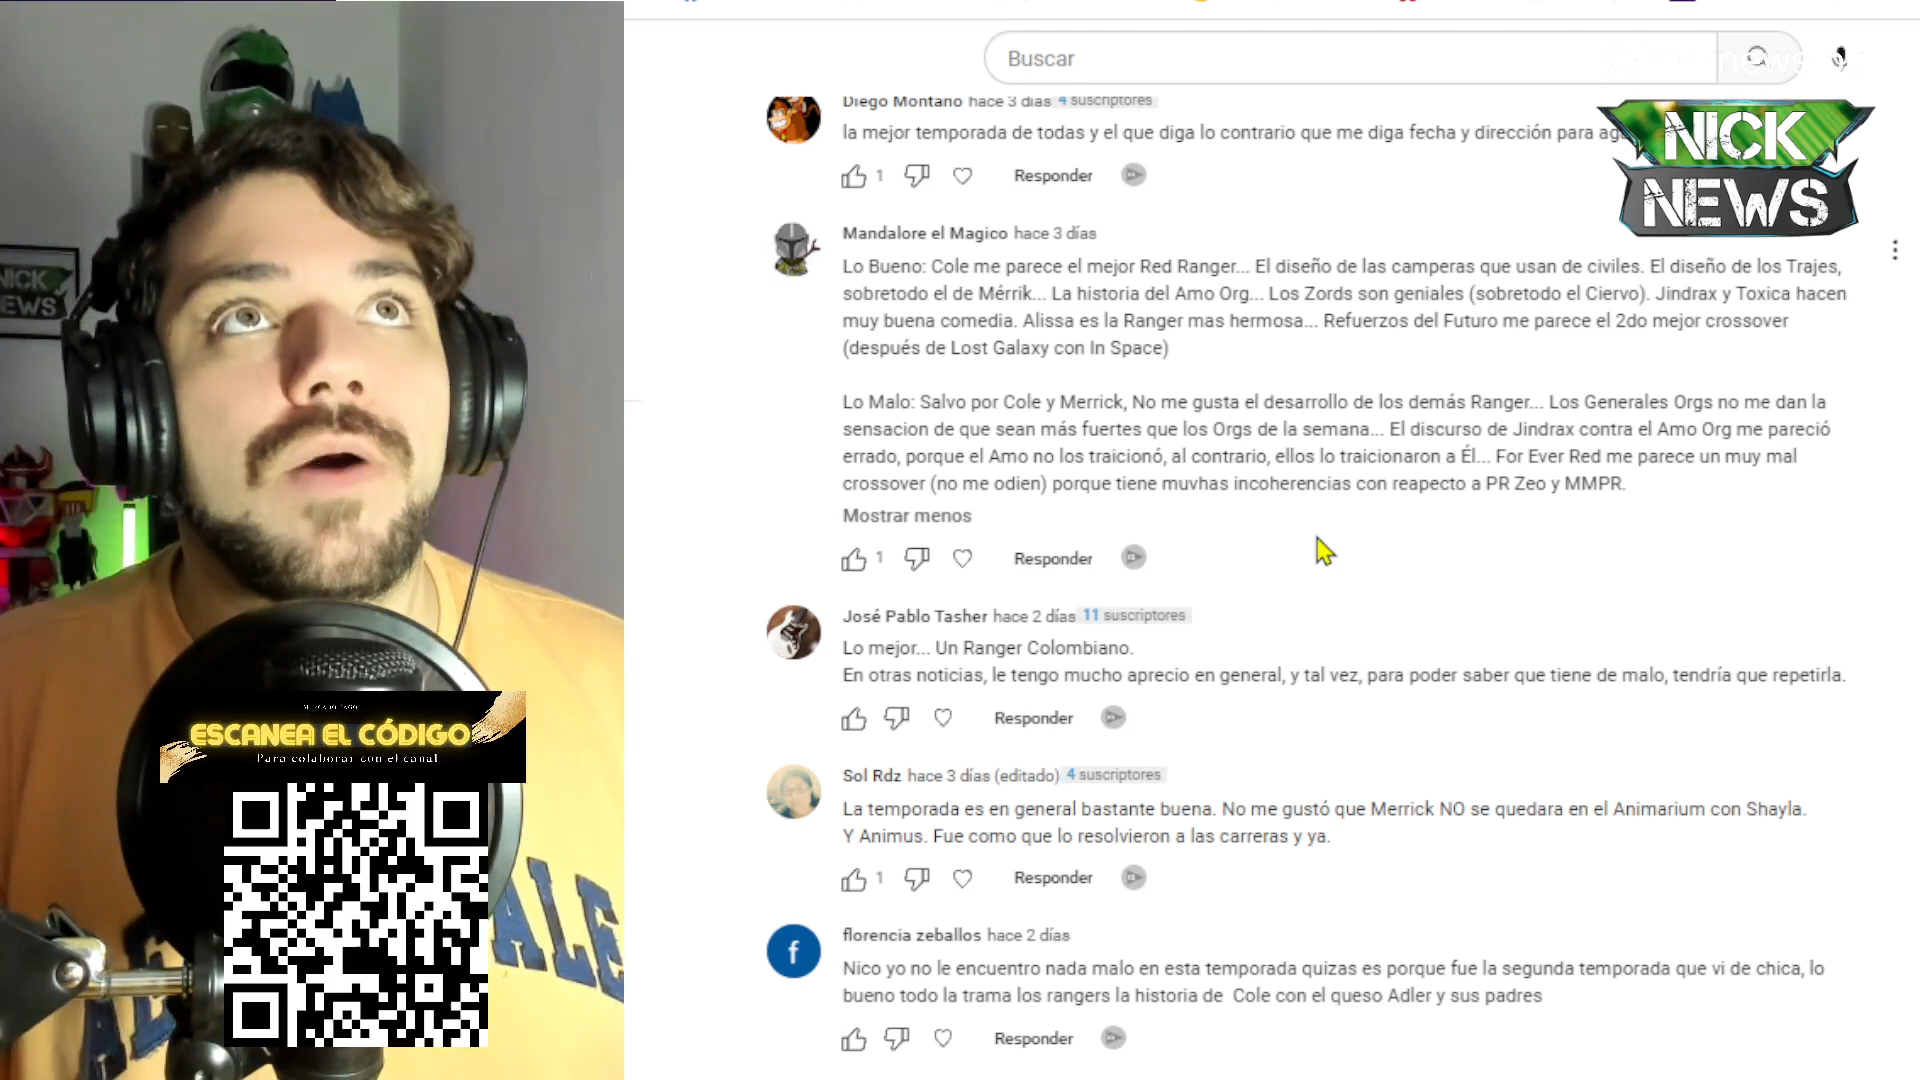 Buscar
news
NICK
NEWS
Diego Montano hace 3 días 4 suscriptores
la mejor temporada de todas y el que diga lo contrario que me diga fecha y dirección para
1
Responder
Mandalore el Magico hace 3 días
Lo Bueno: Cole me parece el mejor Red Ranger... El diseño de las camperas que usan de civiles. El diseño de los Trajes,
sobretodo el de Mérrik... La historia del Amo Org... Los Zords son geniales (sobretodo el Ciervo). Jindrax y Toxica hacen
muy buena comedia. Alissa es la Ranger mas hermosa... Refuerzos del Futuro me parece el 2do mejor crossover
(después de Lost Galaxy con In Space)
Lo Malo: Salvo por Cole y Merrick, No me gusta el desarrollo de los demás Ranger... Los Generales Orgs no me dan la
sensacion de que sean más fuertes que los Orgs de la semana... El discurso de Jindrax contra el Amo Org me pareció
errado, porque el Amo no los traicionó, al contrario, ellos lo traicionaron a Él... For Ever Red me parece un muy mal
crossover (no me odien) porque tiene muvhas incoherencias con reapecto a PR Zeo y MMPR.
Mostrar menos
1
Responder
José Pablo Tasher hace 2 días 11 suscriptores
Lo mejor... Un Ranger Colombiano.
En otras noticias, le tengo mucho aprecio en general, y tal vez, para poder saber que tiene de malo, tendría que repetirla.
Responder
Sol Rdz hace 3 días (editado) 4 suscriptores
La temporada es en general bastante buena. No me gustó que Merrick NO se quedara en el Animarium con Shayla.
Y Animus. Fue como que lo resolvieron a las carreras y ya.
1
Responder
f
florencia zeballos hace 2 días
Nico yo no le encuentro nada malo en esta temporada quizas es porque fue la segunda temporada que vi de chica, lo
bueno todo la trama los rangers la historia de Cole con el queso Adler y sus padres
Responder
NICK
NEWS
ESCANEA EL CÓDIGO
Para colaborar con el canal
ALE